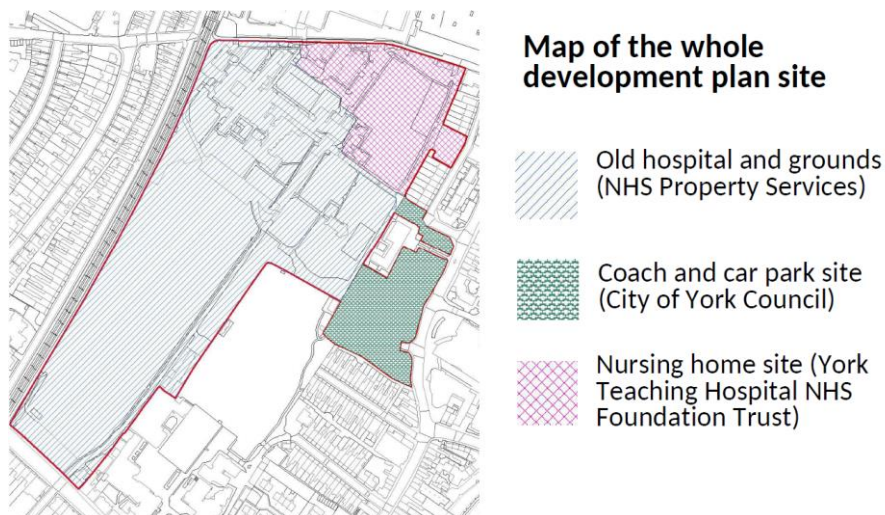 Map of the whole
development plan site
Old hospital and grounds
(NHS Property Services)
Coach and car park site
(City of York Council)
Nursing home site (York
Teaching Hospital NHS
Foundation Trust)